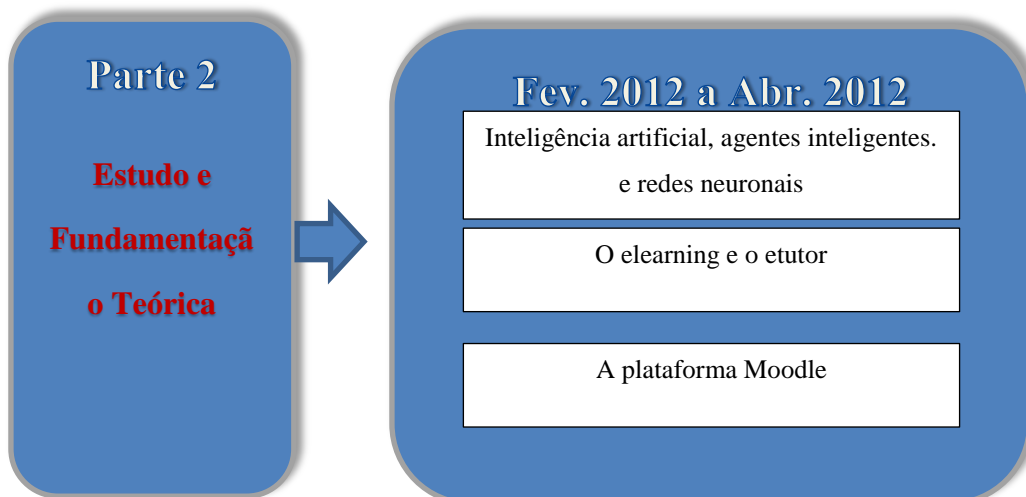 Parte 2
Estudo e
Fundamentaçã
o Teórica
Fev. 2012 a Abr. 2012
Inteligência artificial, agentes inteligentes.
e redes neuronais
O elearning e o etutor
A plataforma Moodle